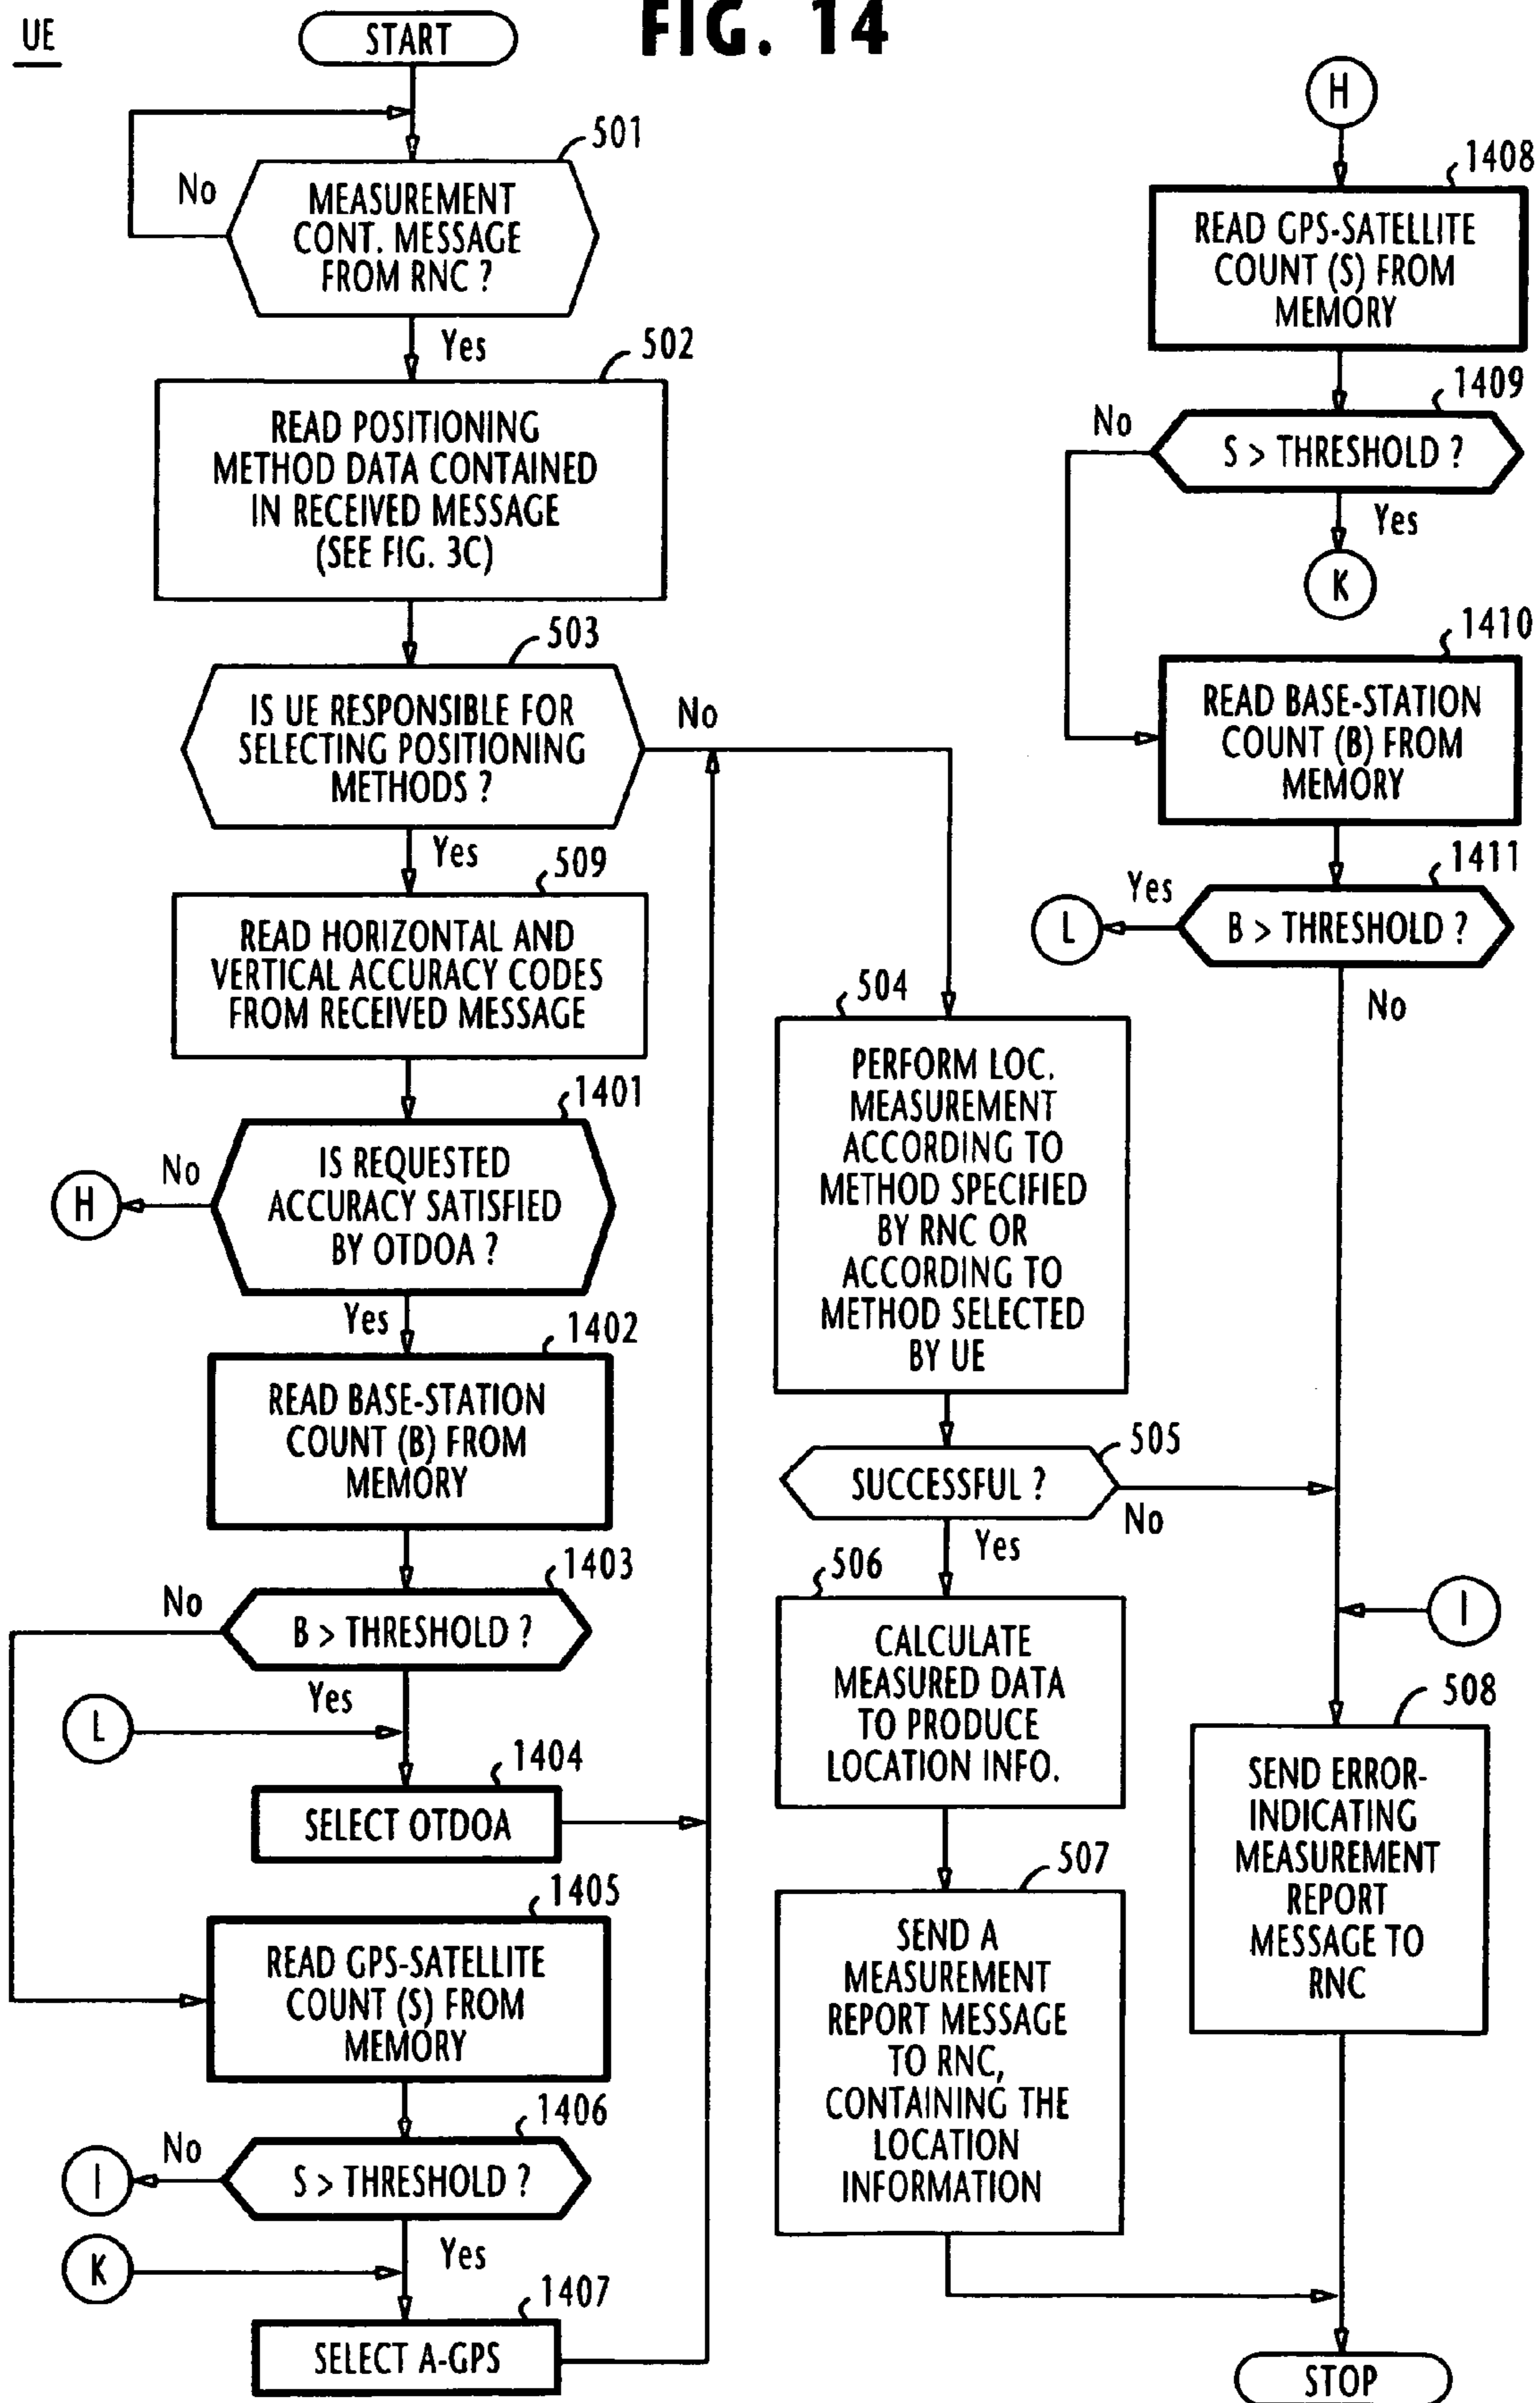 UE
FIG. 14
START
501
No
MEASUREMENT
CONT. MESSAGE
FROM RNC ?
Yes
502
READ POSITIONING
METHOD DATA CONTAINED
IN RECEIVED MESSAGE
(SEE FIG. 3C)
503
IS UE RESPONSIBLE FOR
SELECTING POSITIONING
METHODS ?
No
Yes
509
READ HORIZONTAL AND
VERTICAL ACCURACY CODES
FROM RECEIVED MESSAGE
1401
IS REQUESTED
ACCURACY SATISFIED
BY OTDOA ?
No
H
Yes
1402
READ BASE-STATION
COUNT (B) FROM
MEMORY
1403
No
B > THRESHOLD ?
Yes
L
1404
SELECT OTDOA
1405
READ GPS-SATELLITE
COUNT (S) FROM
MEMORY
1406
No
I
S > THRESHOLD ?
K
Yes
1407
SELECT A-GPS
504
PERFORM LOC.
MEASUREMENT
ACCORDING TO
METHOD SPECIFIED
BY RNC OR
ACCORDING TO
METHOD SELECTED
BY UE
505
SUCCESSFUL ?
No
Yes
506
CALCULATE
MEASURED DATA
TO PRODUCE
LOCATION INFO.
507
SEND A
MEASUREMENT
REPORT MESSAGE
TO RNC,
CONTAINING THE
LOCATION
INFORMATION
H
1408
READ GPS-SATELLITE
COUNT (S) FROM
MEMORY
1409
No
S > THRESHOLD ?
Yes
K
1410
READ BASE-STATION
COUNT (B) FROM
MEMORY
1411
Yes
L
B > THRESHOLD ?
No
I
508
SEND ERROR-
INDICATING
MEASUREMENT
REPORT
MESSAGE TO
RNC
STOP